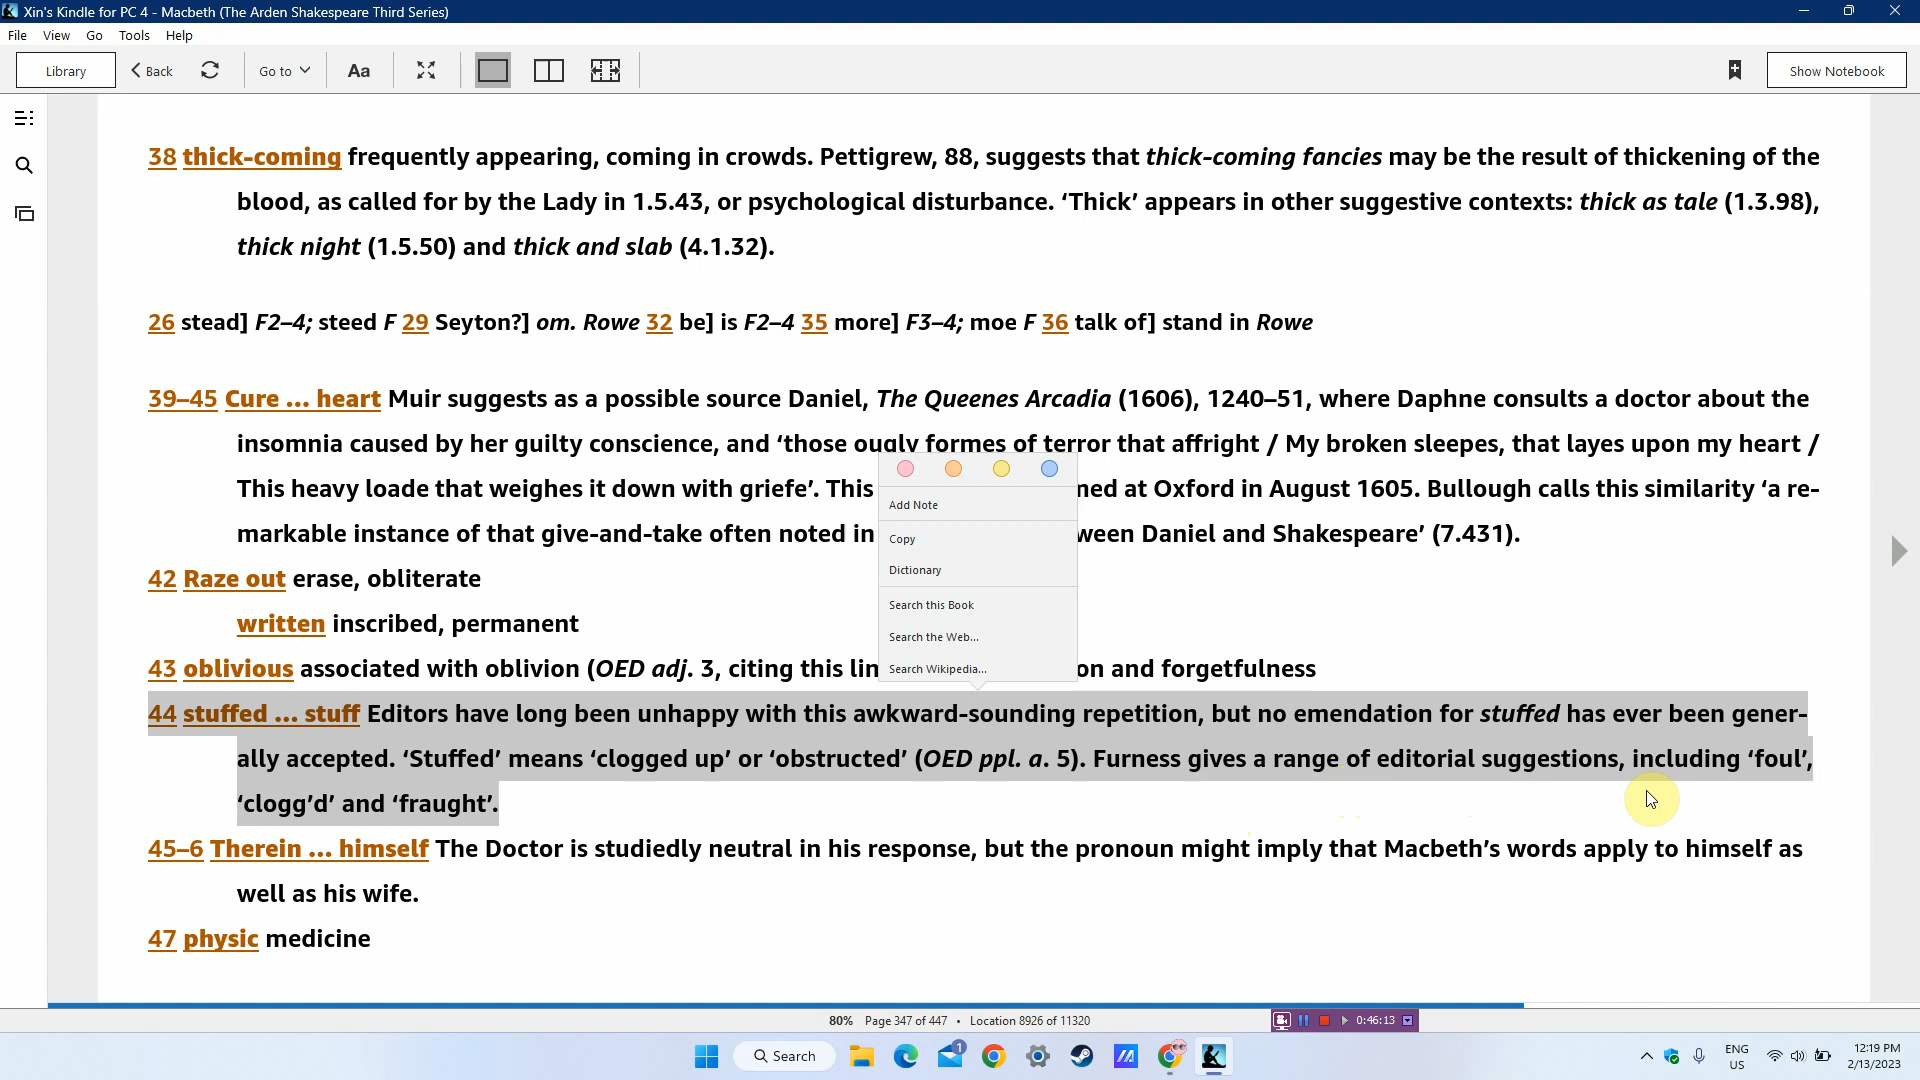 Xin's Kindle for PC 4 - Macbeth (The Arden Shakespeare Third Series)
File View Go Tools Help
Library Back Go to Aa Show Notebook
38 thick-coming frequently appearing, coming in crowds. Pettigrew, 88, suggests that thick-coming fancies may be the result of thickening of the
blood, as called for by the Lady in 1.5.43, or psychological disturbance. ‘Thick’ appears in other suggestive contexts: thick as tale (1.3.98),
thick night (1.5.50) and thick and slab (4.1.32).
26 stead] F2–4; steed F 29 Seyton?] om. Rowe 32 be] is F2–4 35 more] F3–4; moe F 36 talk of] stand in Rowe
39–45 Cure ... heart Muir suggests as a possible source Daniel, The Queenes Arcadia (1606), 1240–51, where Daphne consults a doctor about the
insomnia caused by her guilty conscience, and ‘those ougly formes of terror that affright / My broken sleepes, that layes upon my heart /
This heavy loade that weighes it down with griefe’. This med at Oxford in August 1605. Bullough calls this similarity ‘a re-
markable instance of that give-and-take often noted in ween Daniel and Shakespeare’ (7.431).
42 Raze out erase, obliterate
written inscribed, permanent
43 oblivious associated with oblivion (OED adj. 3, citing this lin on and forgetfulness
44 stuffed ... stuff Editors have long been unhappy with this awkward-sounding repetition, but no emendation for stuffed has ever been gener-
ally accepted. ‘Stuffed’ means ‘clogged up’ or ‘obstructed’ (OED ppl. a. 5). Furness gives a range of editorial suggestions, including ‘foul’,
‘clogg’d’ and ‘fraught’.
45–6 Therein ... himself The Doctor is studiedly neutral in his response, but the pronoun might imply that Macbeth’s words apply to himself as
well as his wife.
47 physic medicine
Add Note
Copy
Dictionary
Search this Book
Search the Web...
Search Wikipedia...
80% Page 347 of 447 • Location 8926 of 11320
0:46:13
Search
1
ENG
US
12:19 PM
2/13/2023